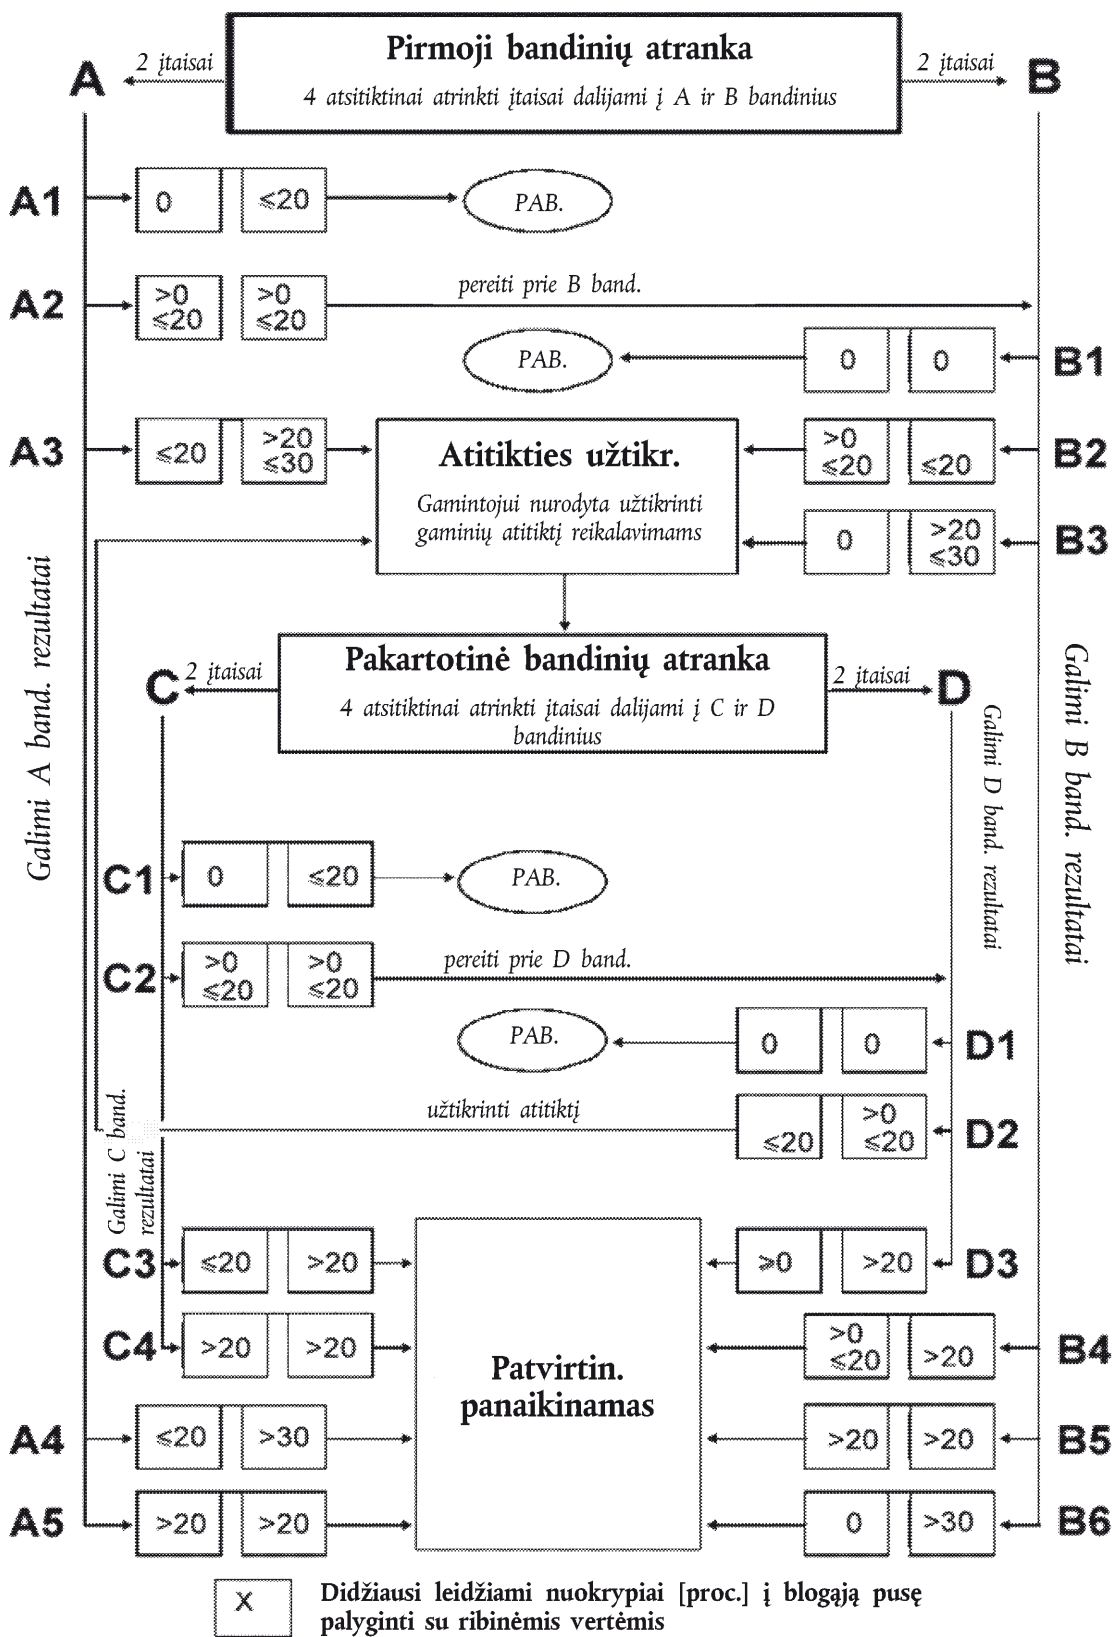 Pirmoji bandinių atranka
4 atsitiktinai atrinkti įtaisai dalijami į A ir B bandinius
A
2 įtaisai
2 įtaisai
B
A1
0
≤20
PAB.
A2
>0
≤20
>0
≤20
pereiti prie B band.
PAB.
0
0
B1
A3
≤20
>20
≤30
Atitikties užtikr.
Gamintojui nurodyta užtikrinti
gaminių atitiktį reikalavimams
>0
≤20
≤20
B2
0
>20
≤30
B3
Galimi A band. rezultatai
Galimi B band. rezultatai
C
2 įtaisai
Pakartotinė bandinių atranka
4 atsitiktinai atrinkti įtaisai dalijami į C ir D
bandinius
2 įtaisai
D
Galimi D band. rezultatai
C1
0
≤20
PAB.
C2
>0
≤20
>0
≤20
pereiti prie D band.
PAB.
0
0
D1
užtikrinti atitiktį
≤20
>0
≤20
D2
Galimi C band.
rezultatai
C3
≤20
>20
≥0
>20
D3
C4
>20
>20
Patvirtin.
panaikinamas
>0
≤20
>20
B4
A4
≤20
>30
>20
>20
B5
A5
>20
>20
0
>30
B6
X
Didžiausi leidžiami nuokrypiai [proc.] į blogąją pusę
palyginti su ribinėmis vertėmis